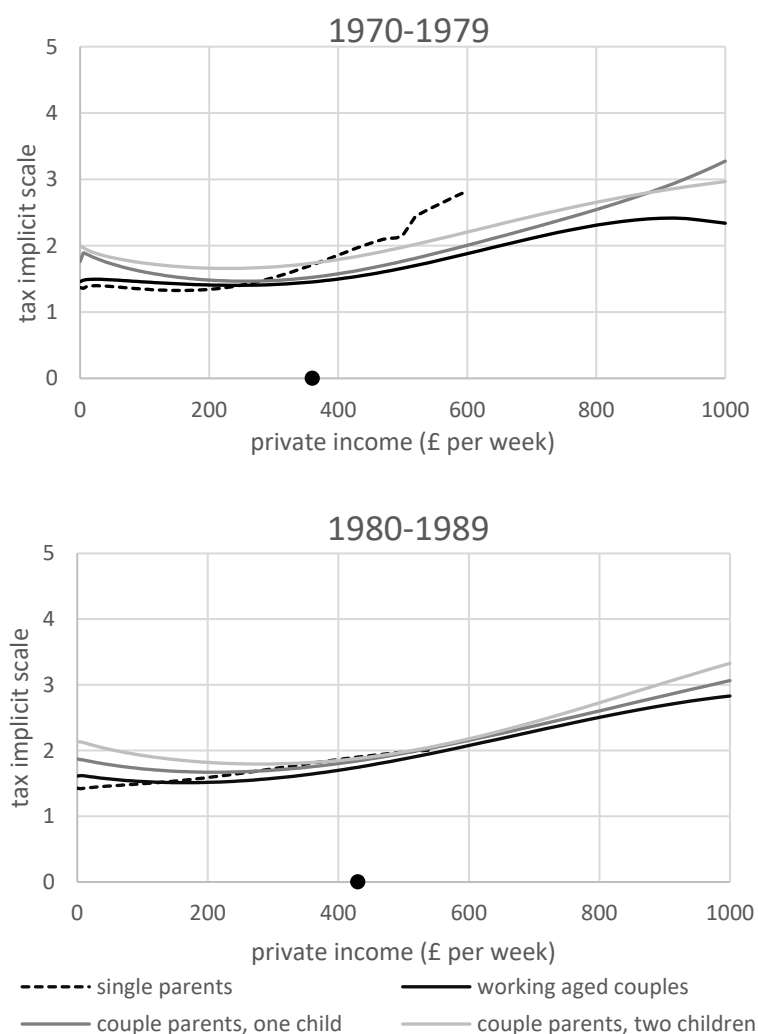 1970-1979
tax implicit scale
5
4
3
2
1
0
0 200 400 600 800 1000
private income (£ per week)
1980-1989
tax implicit scale
5
4
3
2
1
0
0 200 400 600 800 1000
private income (£ per week)
single parents working aged couples
couple parents, one child couple parents, two children